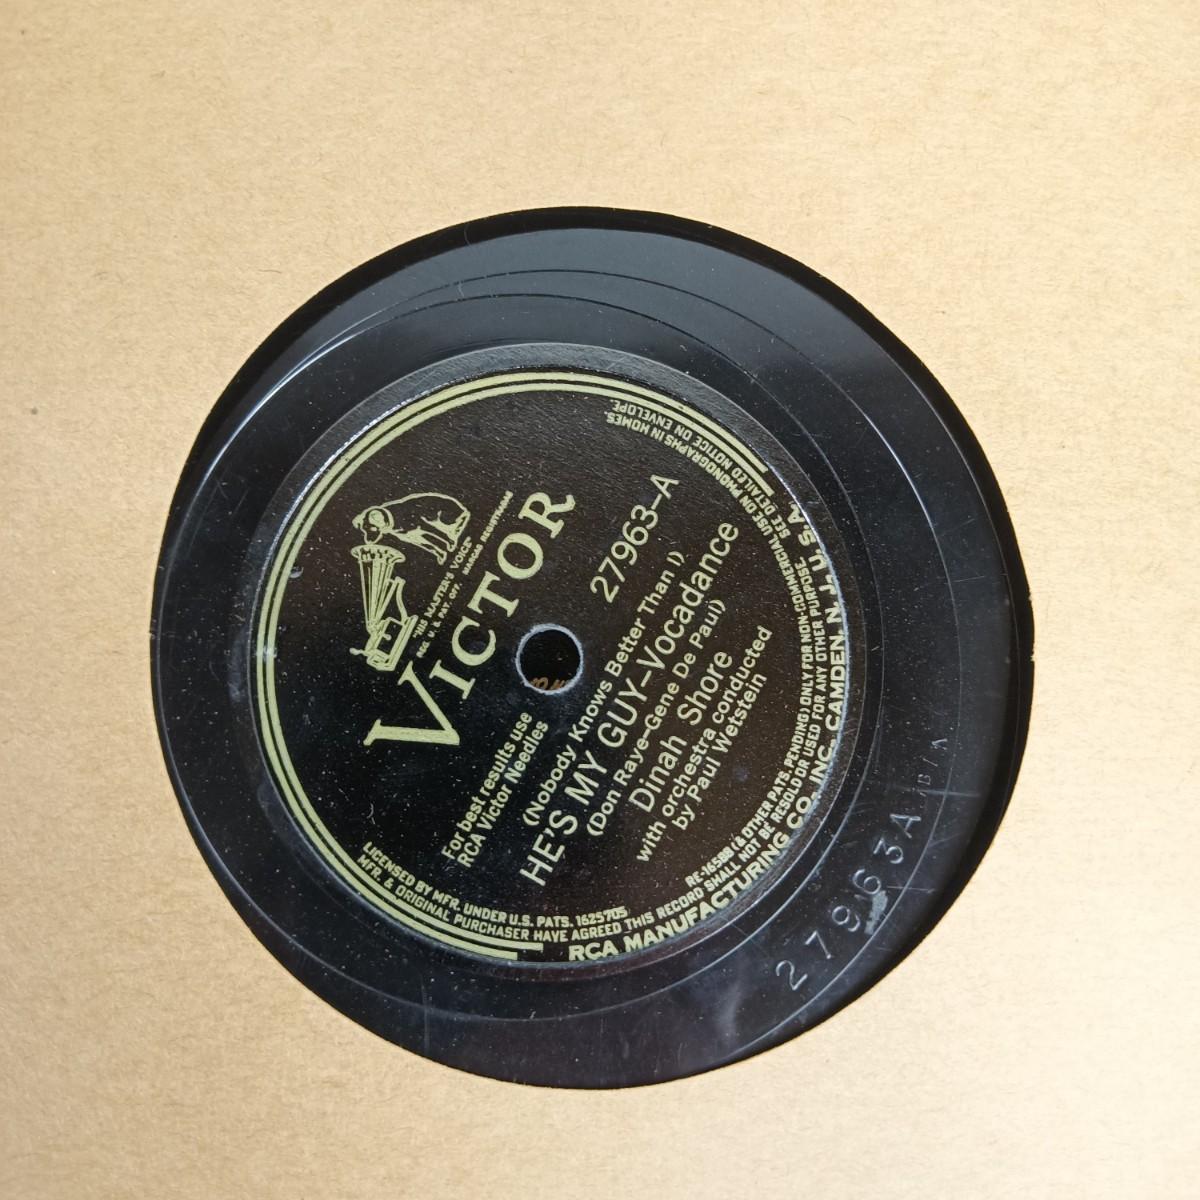 "HIS MASTER'S VOICE"
REG. U. S. PAT. OFF. MARCAS REGISTRADAS
VICTOR
For best results use
RCA Victor Needles
27963-A
(Nobody Knows Better Than I)
HE'S MY GUY-Vocadance
(Don Raye-Gene De Paul)
Dinah Shore
with orchestra conducted
by Paul Wetstein
LICENSED BY MFR. UNDER U.S. PATS. 1625705
RE-16588 (& OTHER PATS. PENDING) ONLY FOR NON-COMMERCIAL USE ON PHONOGRAPHS IN HOMES.
MFR. & ORIGINAL PURCHASER HAVE AGREED THIS RECORD SHALL NOT BE RESOLD OR USED FOR ANY OTHER PURPOSE. SEE DETAILED NOTICE ON ENVELOPE.
RCA MANUFACTURING CO., INC., CAMDEN, N. J., U. S. A.
27963A